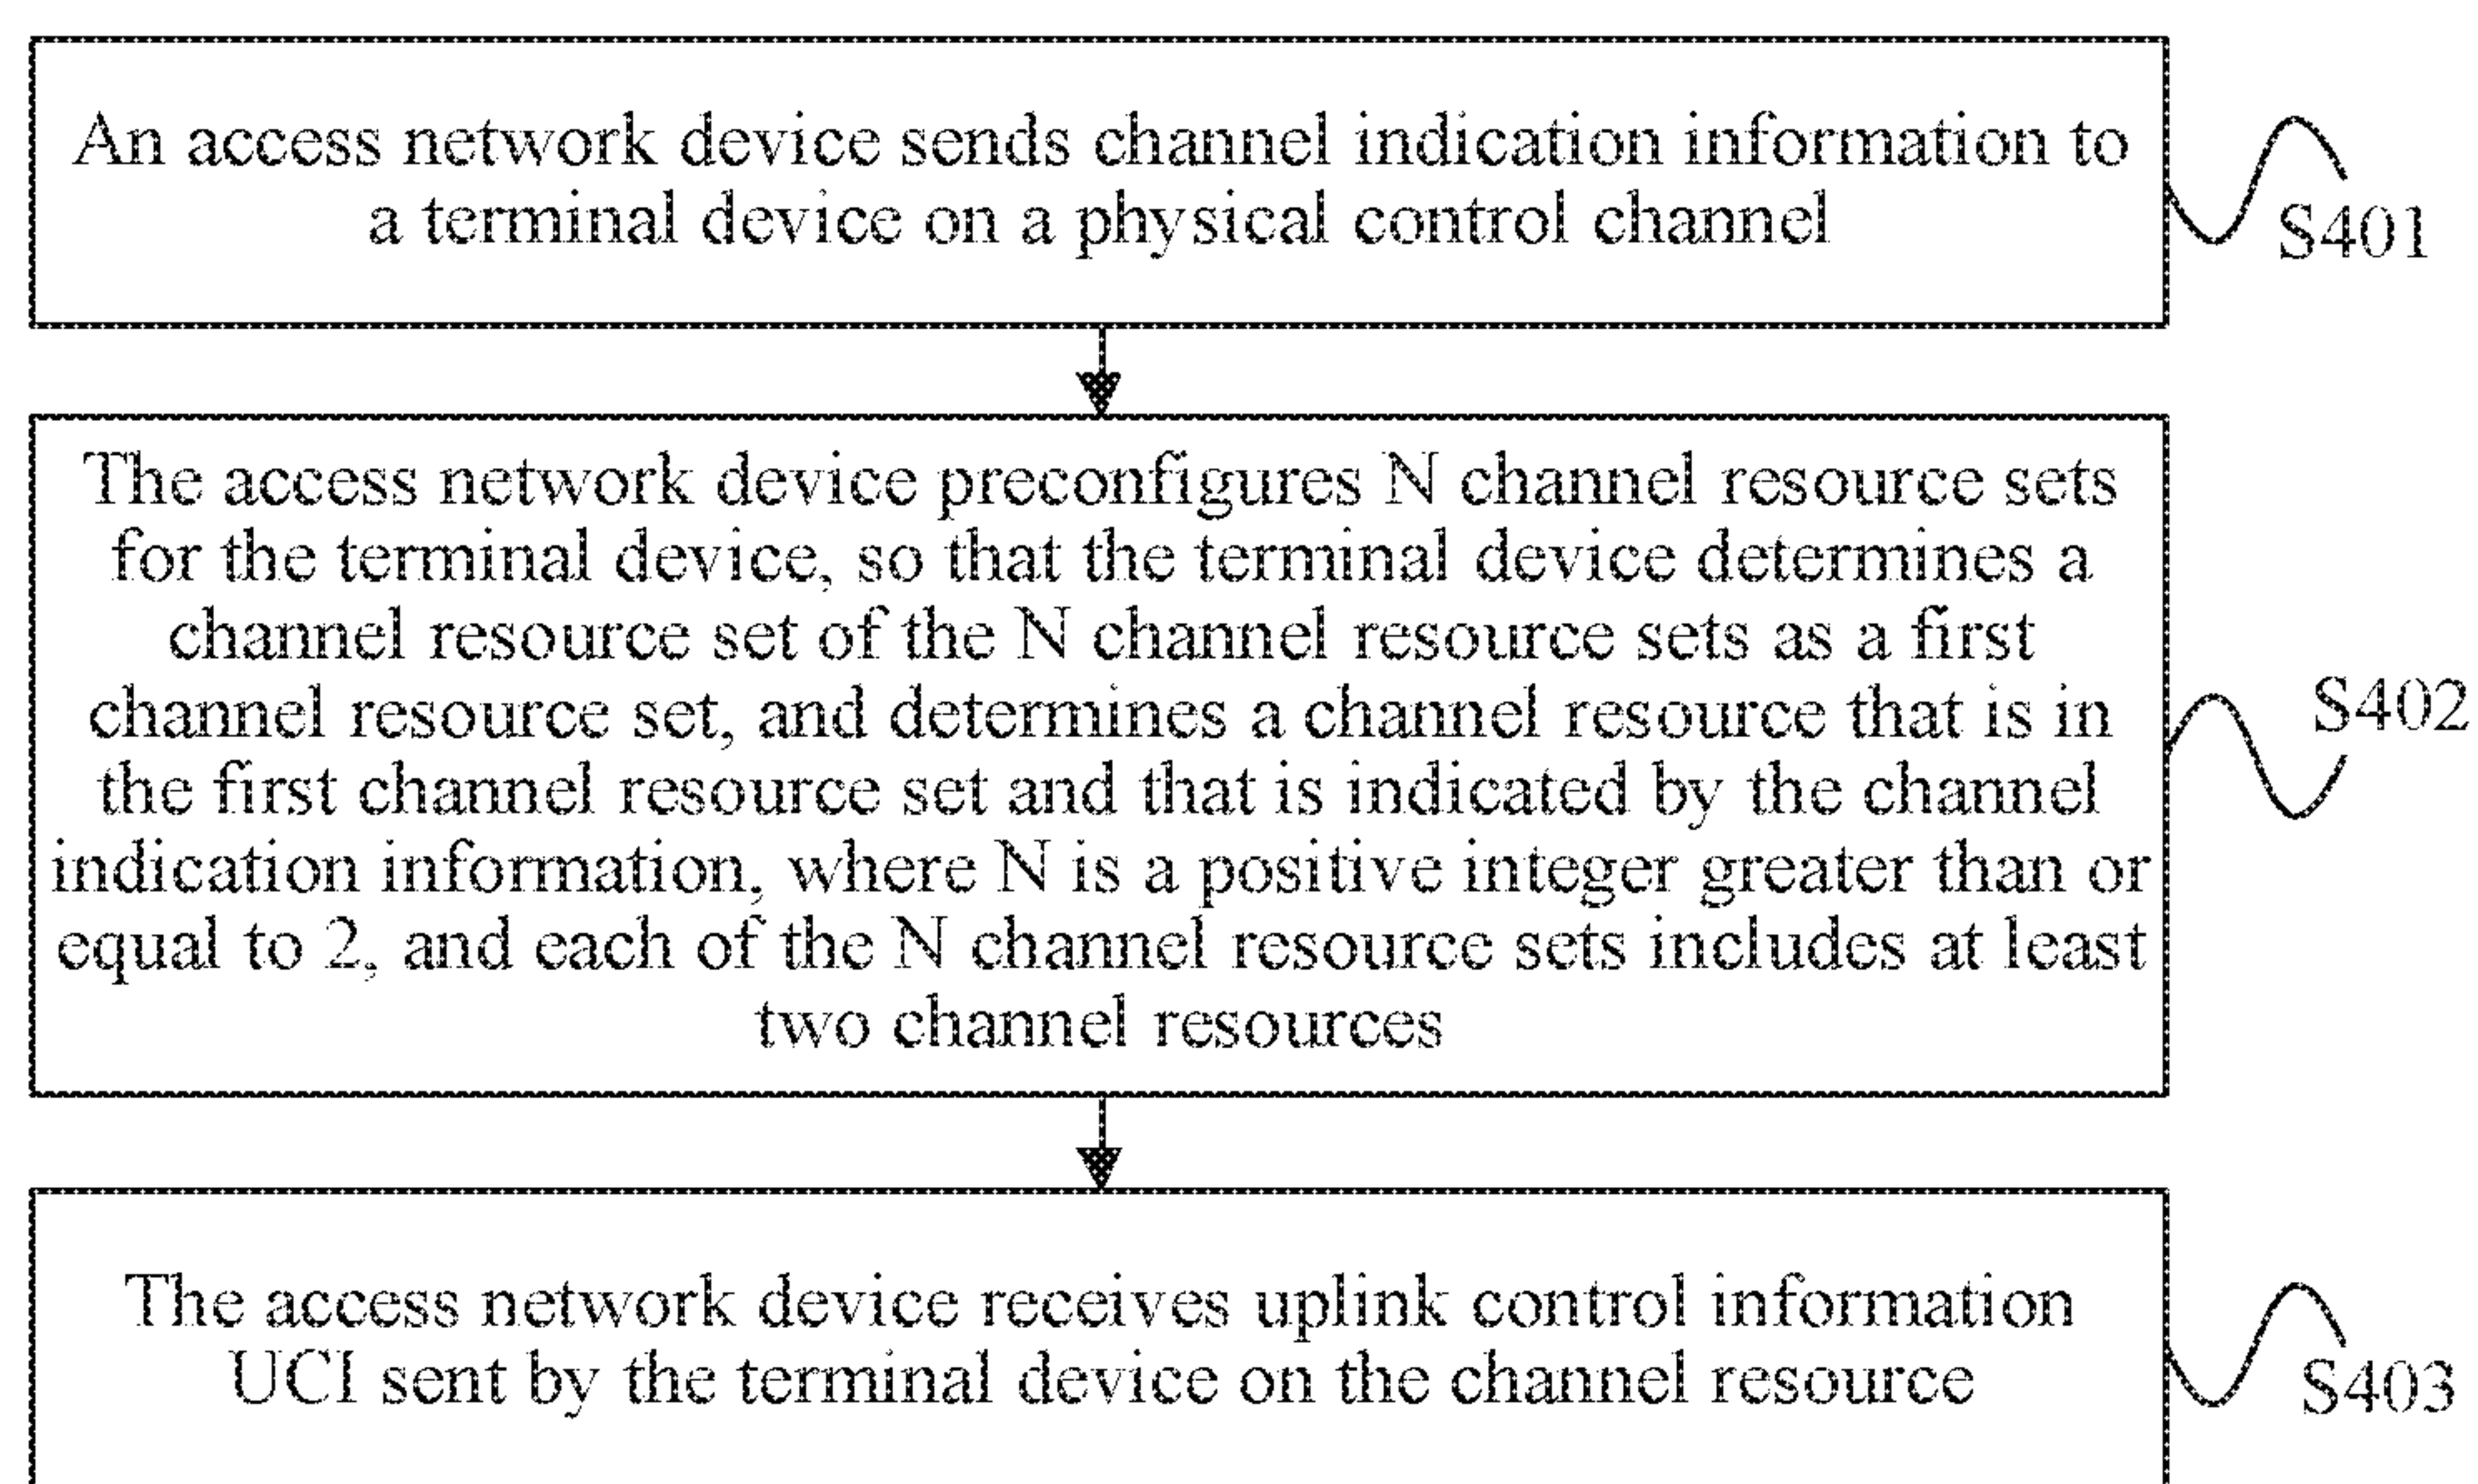 An access network device sends channel indication information to
a terminal device on a physical control channel
S401
The access network device preconfigures N channel resource sets
for the terminal device, so that the terminal device determines a
channel resource set of the N channel resource sets as a first
channel resource set, and determines a channel resource that is in
the first channel resource set and that is indicated by the channel
indication information, where N is a positive integer greater than or
equal to 2, and each of the N channel resource sets includes at least
two channel resources
S402
The access network device receives uplink control information
UCI sent by the terminal device on the channel resource
S403